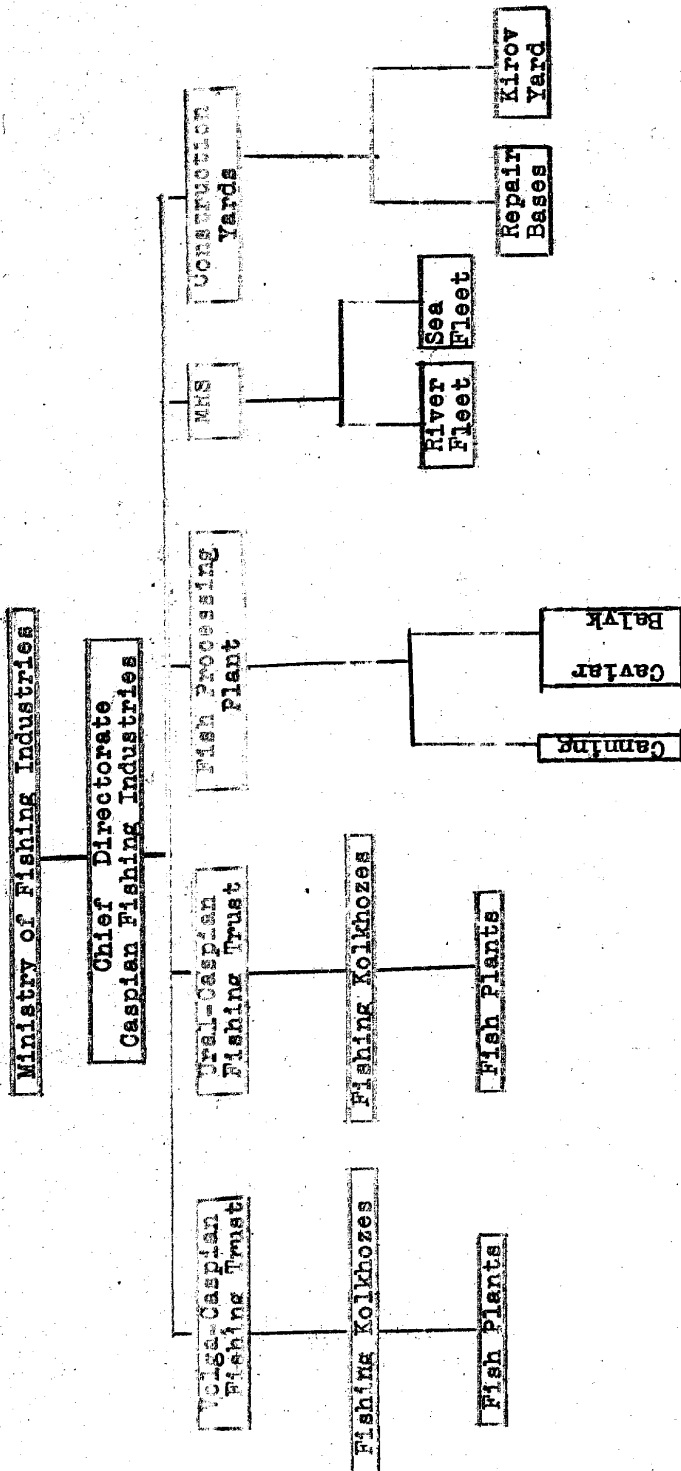 Ministry of Fishing Industries
Chief Directorate
Caspian Fishing Industries
Volga-Caspian
Fishing Trust
Ural-Caspian
Fishing Trust
Fish Processing
Plant
MRS
Construction
Yards
Fishing Kolkhozes
Fishing Kolkhozes
River
Fleet
Sea
Fleet
Fish Plants
Fish Plants
Canning
Caviar Balyk
Repair
Bases
Kirov
Yard